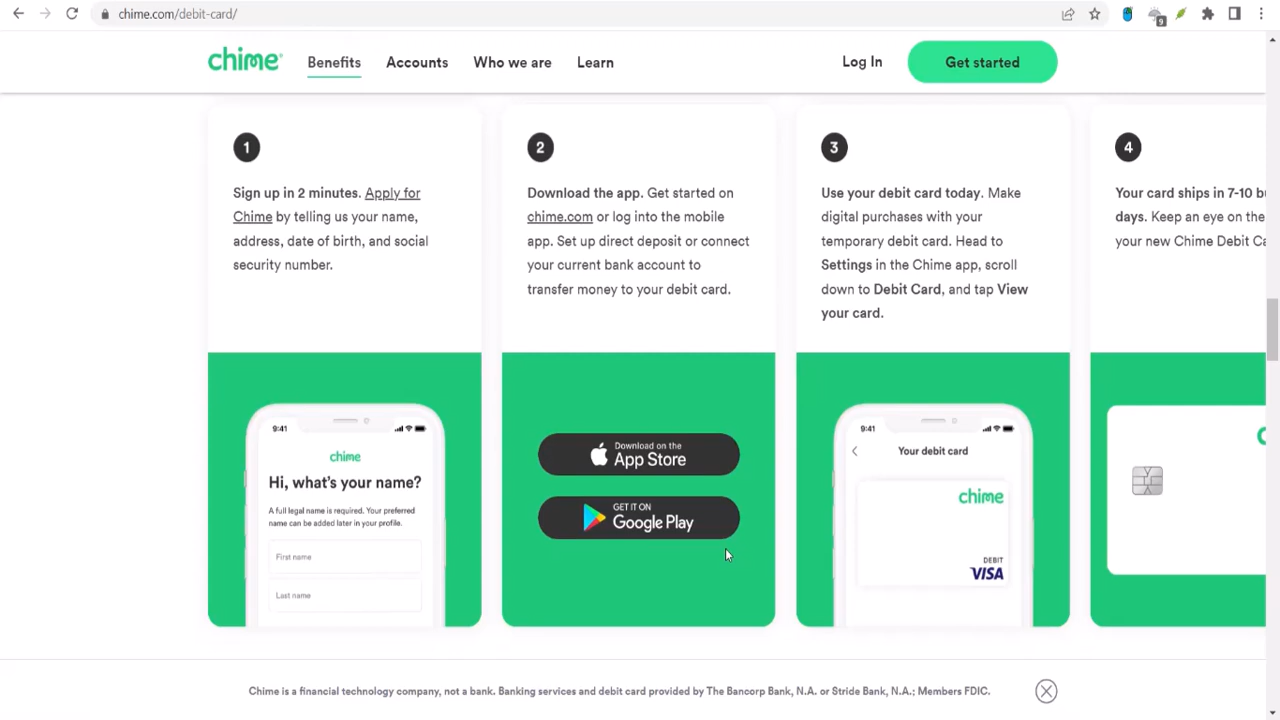 chime.com/debit-card/
9
chime
Benefits
Accounts
Who we are
Learn
Log In
Get started
1
Sign up in 2 minutes. Apply for
Chime by telling us your name,
address, date of birth, and social
security number.
9:41
chime
Hi, what's your name?
A full legal name is required. Your preferred
name can be added later in your profile.
First name
Last name
2
Download the app. Get started on
chime.com or log into the mobile
app. Set up direct deposit or connect
your current bank account to
transfer money to your debit card.
Download on the
App Store
GET IT ON
Google Play
3
Use your debit card today. Make
digital purchases with your
temporary debit card. Head to
Settings in the Chime app, scroll
down to Debit Card, and tap View
your card.
9:41
Your debit card
chime
DEBIT
VISA
4
Your card ships in 7-10 bu
days. Keep an eye on the
your new Chime Debit Ca
Chime is a financial technology company, not a bank. Banking services and debit card provided by The Bancorp Bank, N.A. or Stride Bank, N.A.; Members FDIC.